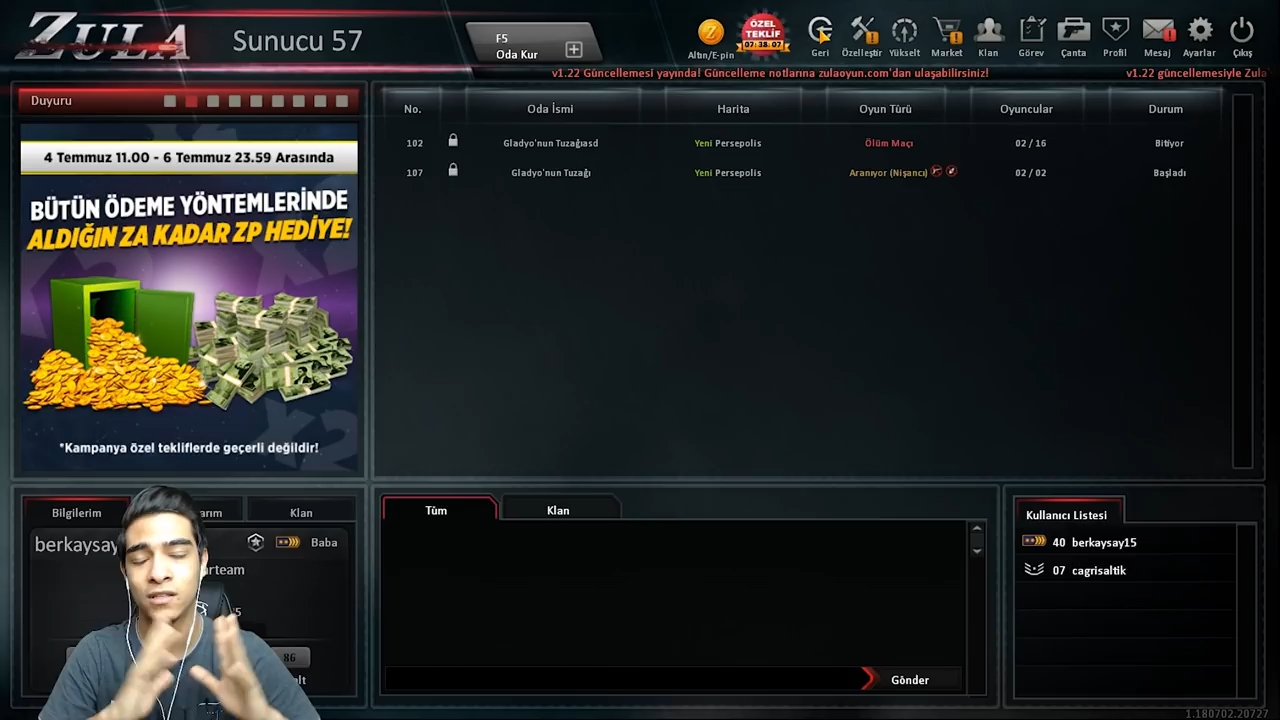 ZULA
Sunucu 57
F5
Oda Kur
Altın/E-pin
ÖZEL
TEKLİF
07:38:07
Geri
Özelleştir
Yükselt
Market
Klan
Görev
Çanta
Profil
Mesaj
Ayarlar
Çıkış
v1.22 Güncellemesi yayında! Güncelleme notlarına zulaoyun.com'dan ulaşabilirsiniz!
v1.22 güncellemesiyle Zula
Duyuru
4 Temmuz 11.00 - 6 Temmuz 23.59 Arasında
BÜTÜN ÖDEME YÖNTEMLERİNDE
ALDIĞIN ZA KADAR ZP HEDİYE!
*Kampanya özel tekliflerde geçerli değildir!
No. Oda İsmi Harita Oyun Türü Oyuncular Durum
102 Gladyo'nun Tuzağıasd Yeni Persepolis Ölüm Maçı 02 / 16 Bitiyor
107 Gladyo'nun Tuzağı Yeni Persepolis Aranıyor (Nişancı) 02 / 02 Başladı
Bilgilerim
arım
Klan
berkaysay
Baba
rteam
86
Tüm
Klan
Gönder
Kullanıcı Listesi
40 berkaysay15
07 cagrisaltik
1.180702.20727